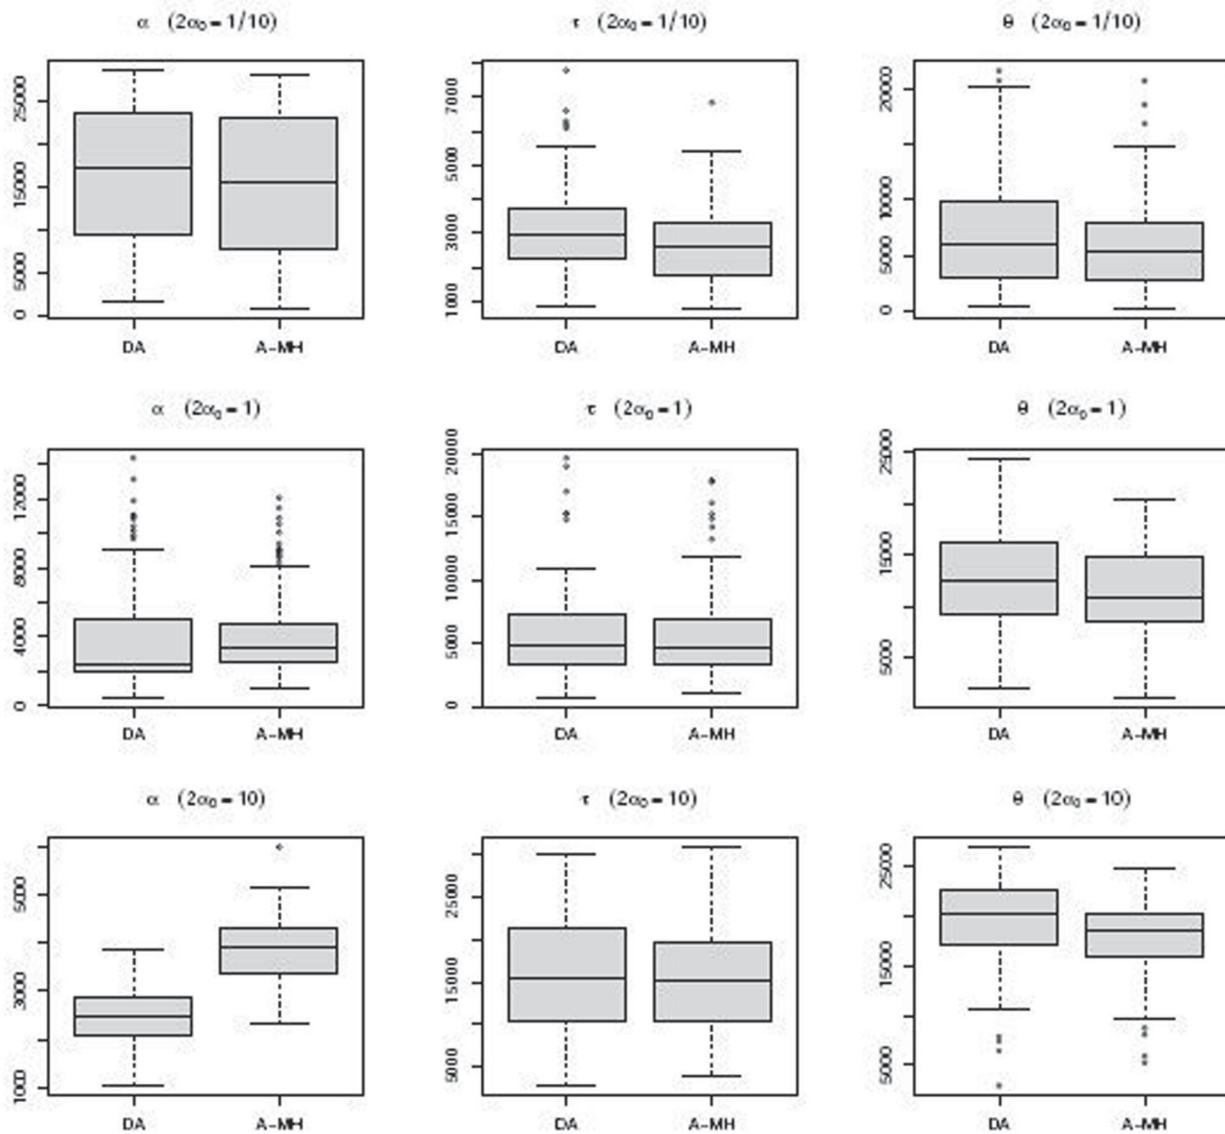 α (2α₀ = 1/10)
τ (2α₀ = 1/10)
θ (2α₀ = 1/10)
25000
15000
5000
0
DA
A-MH
7000
5000
3000
1000
DA
A-MH
20000
10000
5000
0
DA
A-MH
α (2α₀ = 1)
τ (2α₀ = 1)
θ (2α₀ = 1)
12000
8000
4000
0
DA
A-MH
20000
15000
10000
5000
0
DA
A-MH
25000
15000
5000
DA
A-MH
α (2α₀ = 10)
τ (2α₀ = 10)
θ (2α₀ = 10)
5000
3000
1000
DA
A-MH
25000
15000
5000
DA
A-MH
25000
15000
5000
DA
A-MH